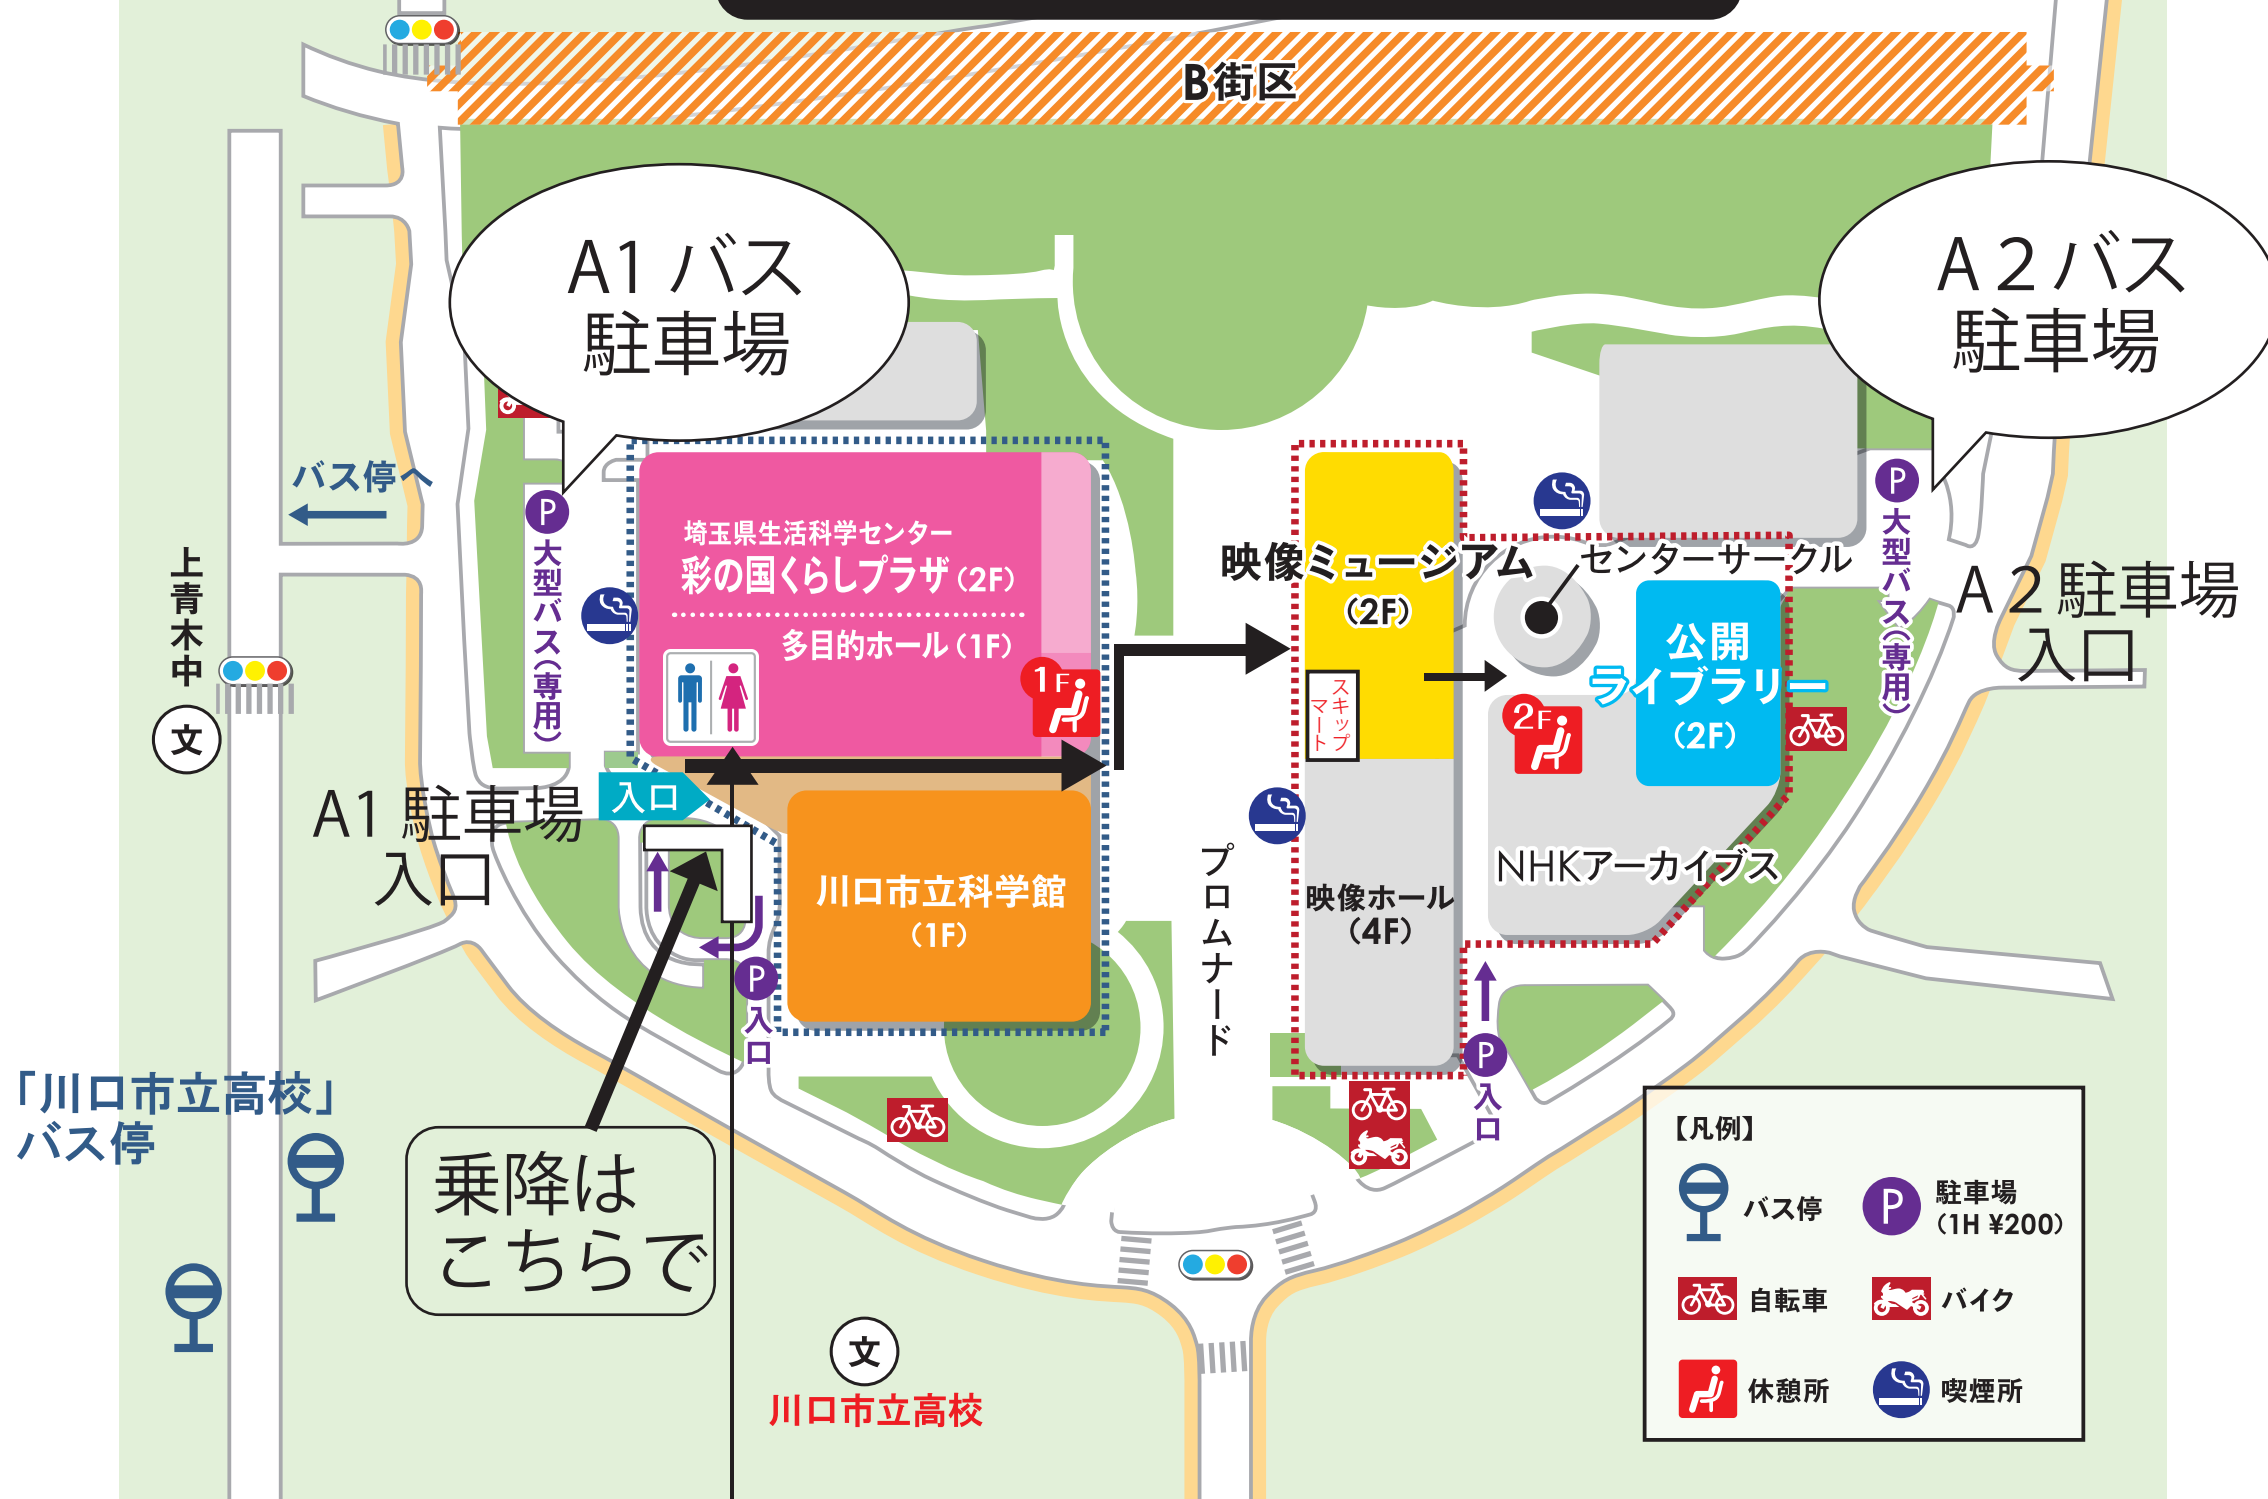 B街区
A1 バス
駐車場
A２バス
駐車場
バス停へ
P
大型バス（専用）
上青木中
文
埼玉県生活科学センター
彩の国くらしプラザ（2F）
多目的ホール（1F）
1F
入口
A1 駐車場
入口
川口市立科学館
（1F）
P
入口
映像ミュージアム
（2F）
スキップ
マート
センターサークル
公開
ライブラリー
（2F）
2F
NHKアーカイブス
映像ホール
（4F）
プロムナード
P
入口
P
大型バス（専用）
A２駐車場
入口
「川口市立高校」
バス停
乗降は
こちらで
文
川口市立高校
【凡例】
バス停
P
駐車場
（1H ¥200）
自転車
バイク
休憩所
喫煙所